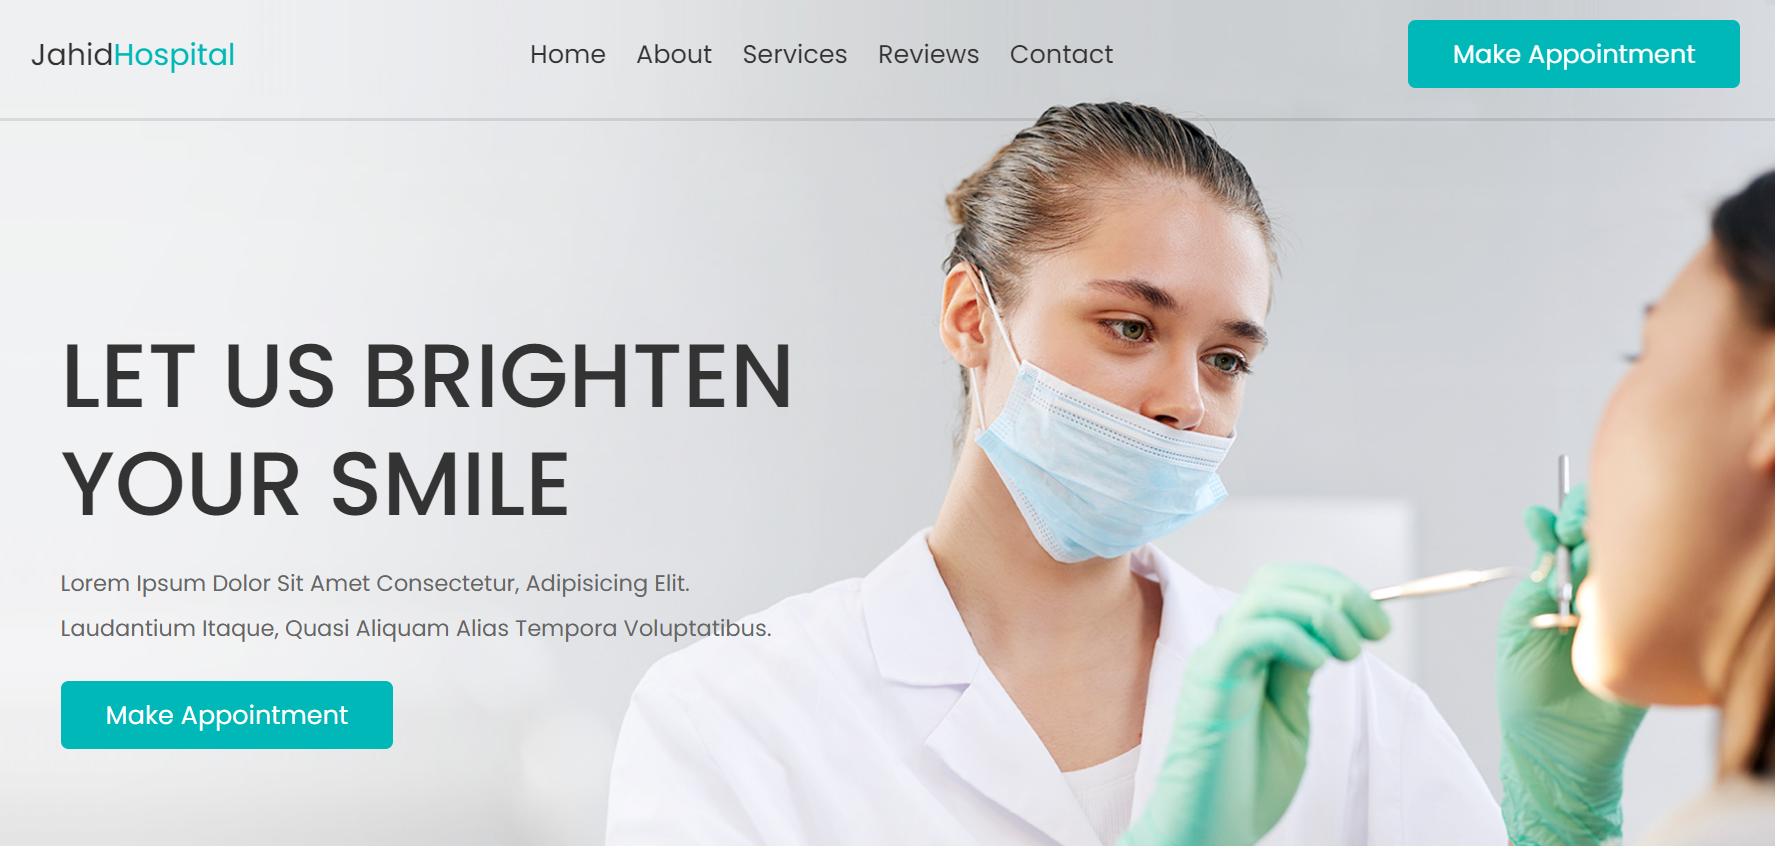 JahidHospital
Home About Services Reviews Contact
Make Appointment
LET US BRIGHTEN
YOUR SMILE
Lorem Ipsum Dolor Sit Amet Consectetur, Adipisicing Elit.
Laudantium Itaque, Quasi Aliquam Alias Tempora Voluptatibus.
Make Appointment